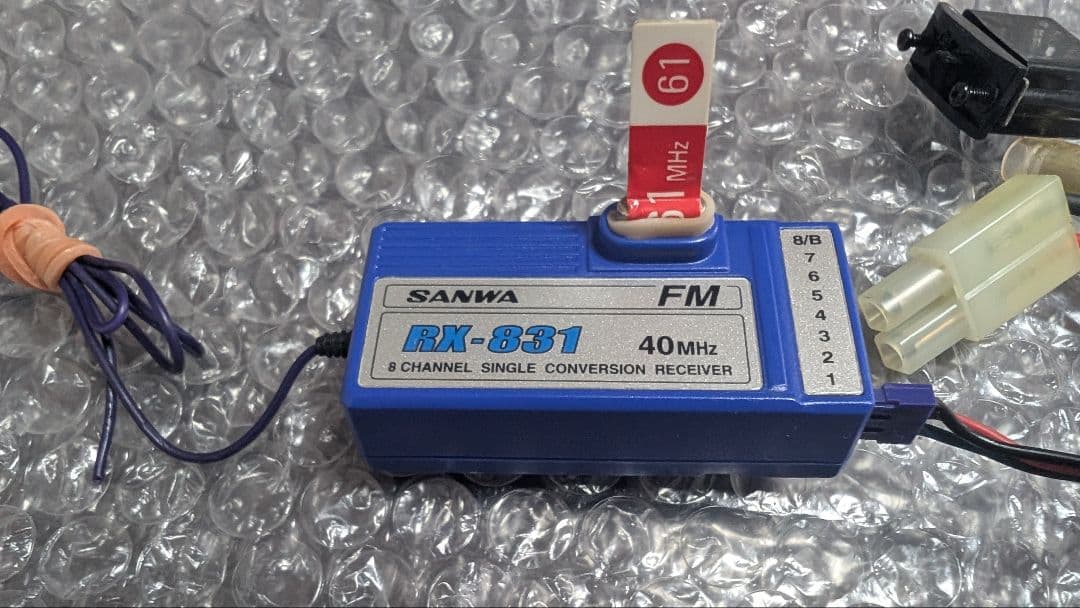 61
61 MHz
SANWA FM
RX-831 40MHz
8 CHANNEL SINGLE CONVERSION RECEIVER
8/B
7
6
5
4
3
2
1